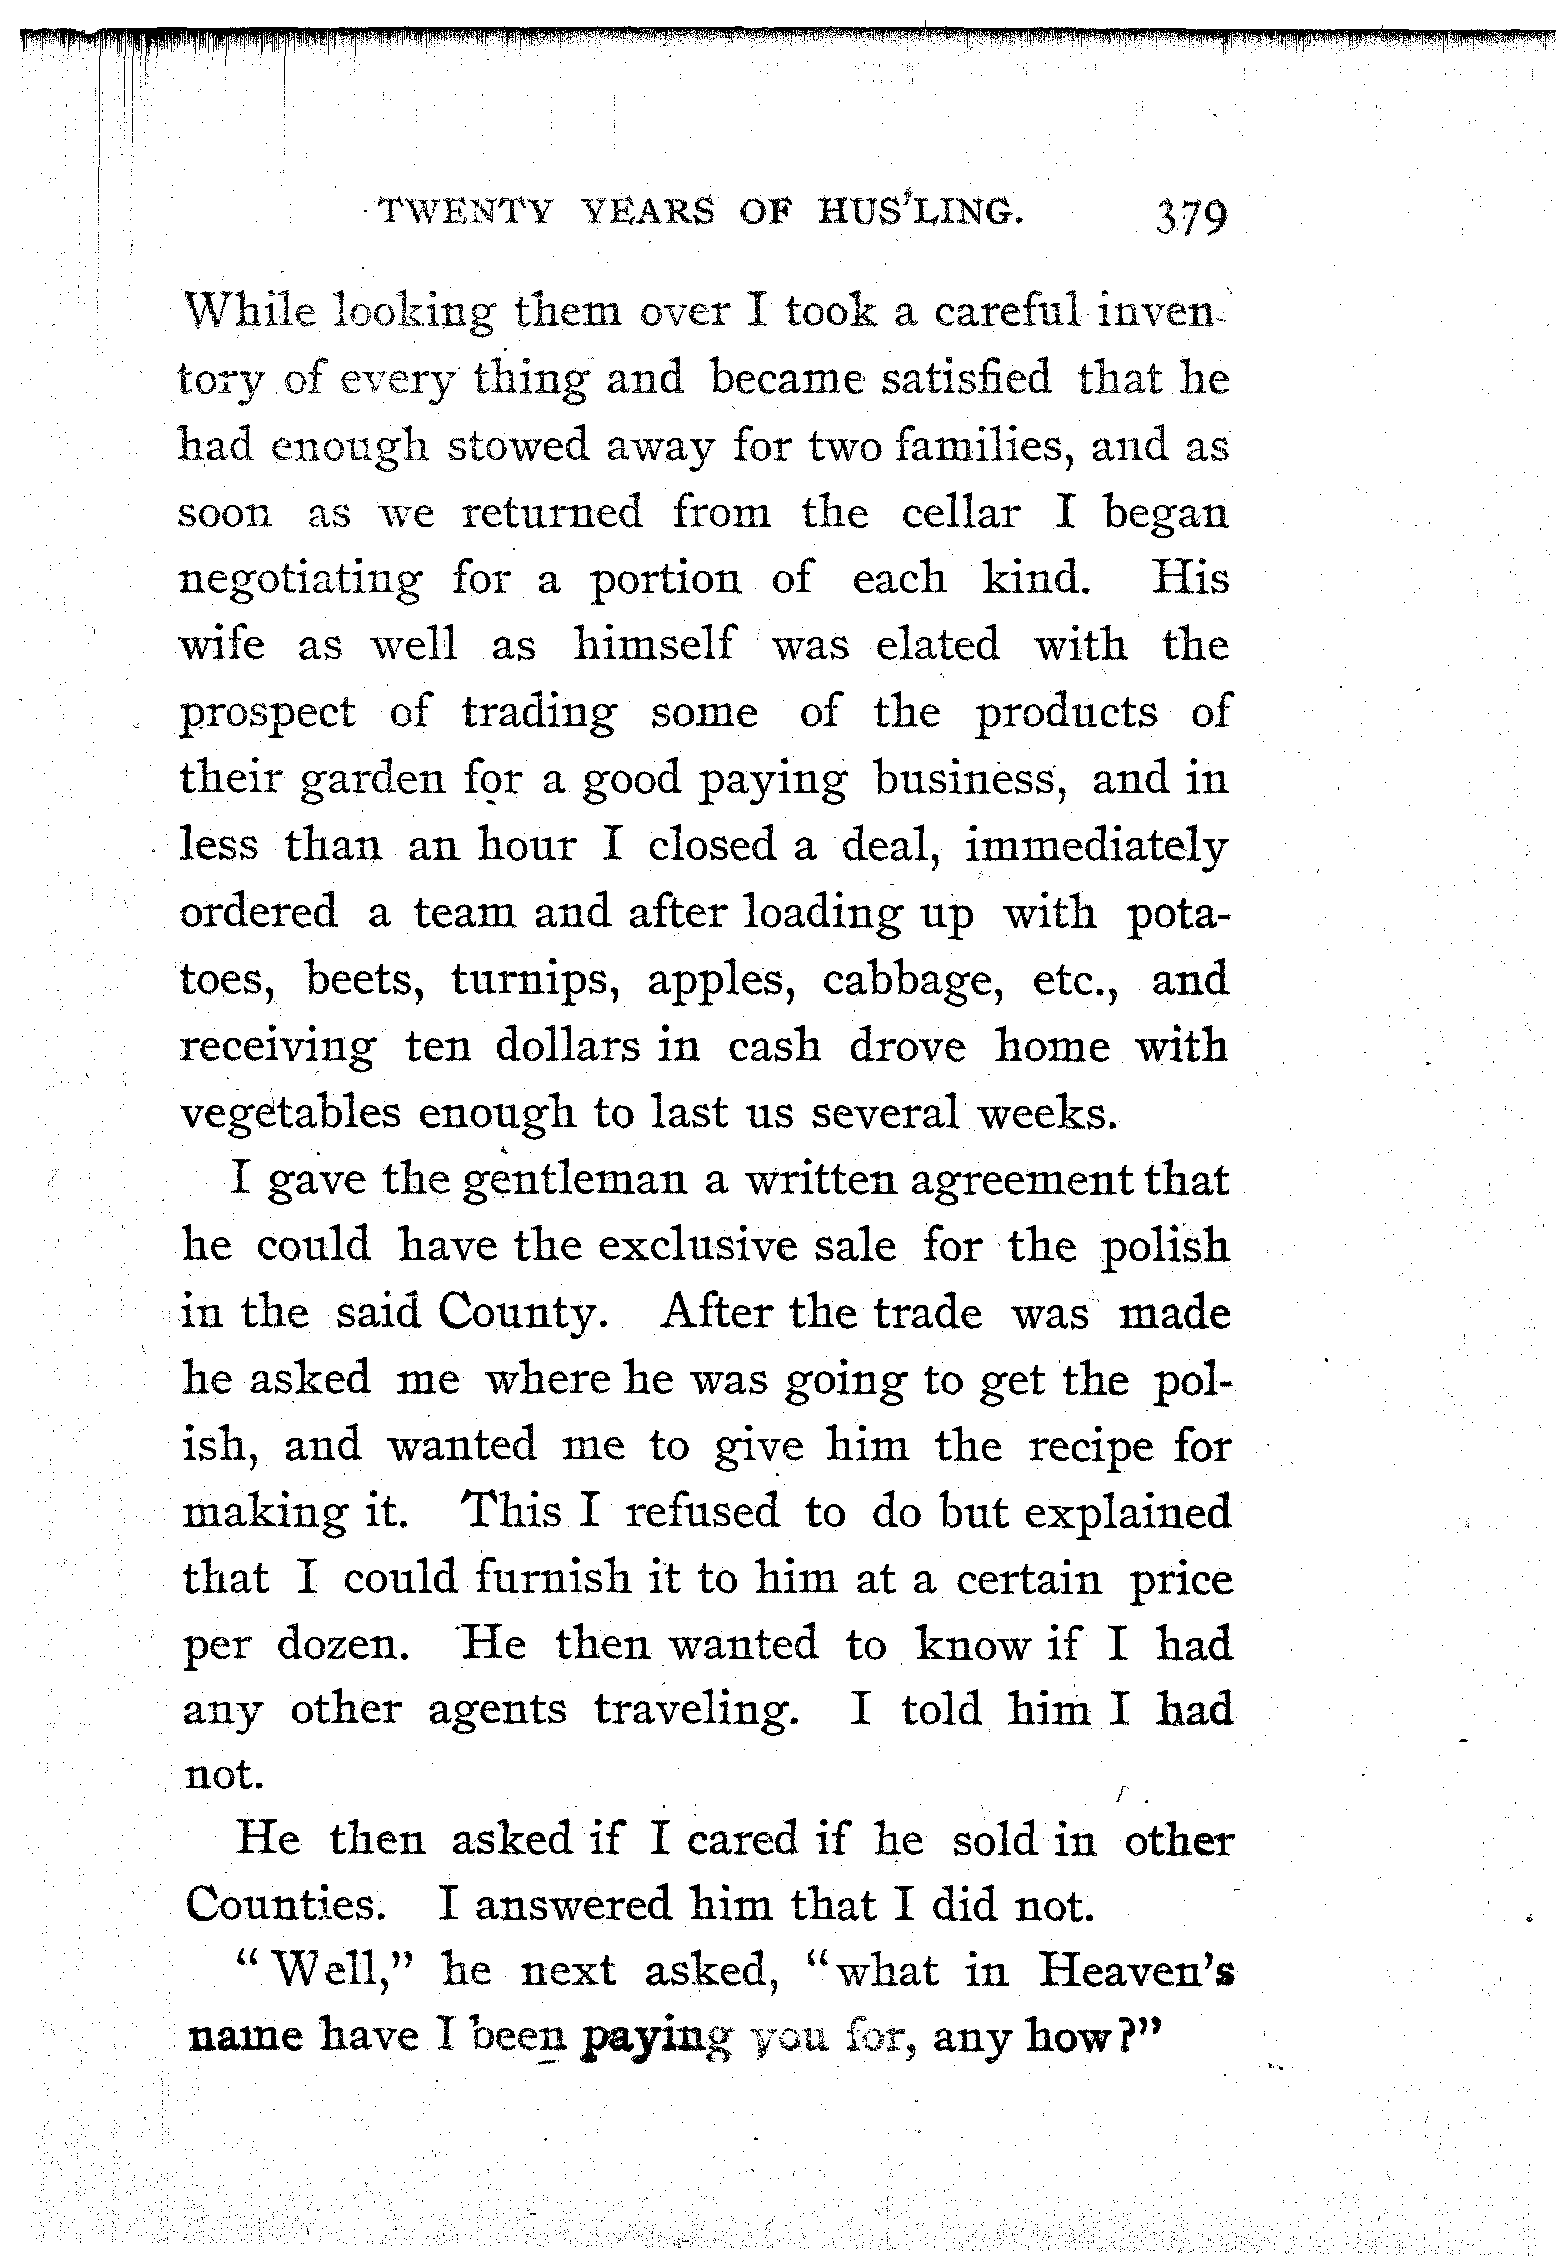 TWENTY YEARS OF HUS'LING. 379
While looking them over I took a careful inven-
tory of every thing and became satisfied that he
had enough stowed away for two families, and as
soon as we returned from the cellar I began
negotiating for a portion of each kind. His
wife as well as himself was elated with the
prospect of trading some of the products of
their garden for a good paying business, and in
less than an hour I closed a deal, immediately
ordered a team and after loading up with pota-
toes, beets, turnips, apples, cabbage, etc., and
receiving ten dollars in cash drove home with
vegetables enough to last us several weeks.
I gave the gentleman a written agreement that
he could have the exclusive sale for the polish
in the said County. After the trade was made
he asked me where he was going to get the pol-
ish, and wanted me to give him the recipe for
making it. This I refused to do but explained
that I could furnish it to him at a certain price
per dozen. He then wanted to know if I had
any other agents traveling. I told him I had
not.
He then asked if I cared if he sold in other
Counties. I answered him that I did not.
"Well," he next asked, "what in Heaven's
name have I been paying you for, any how?"